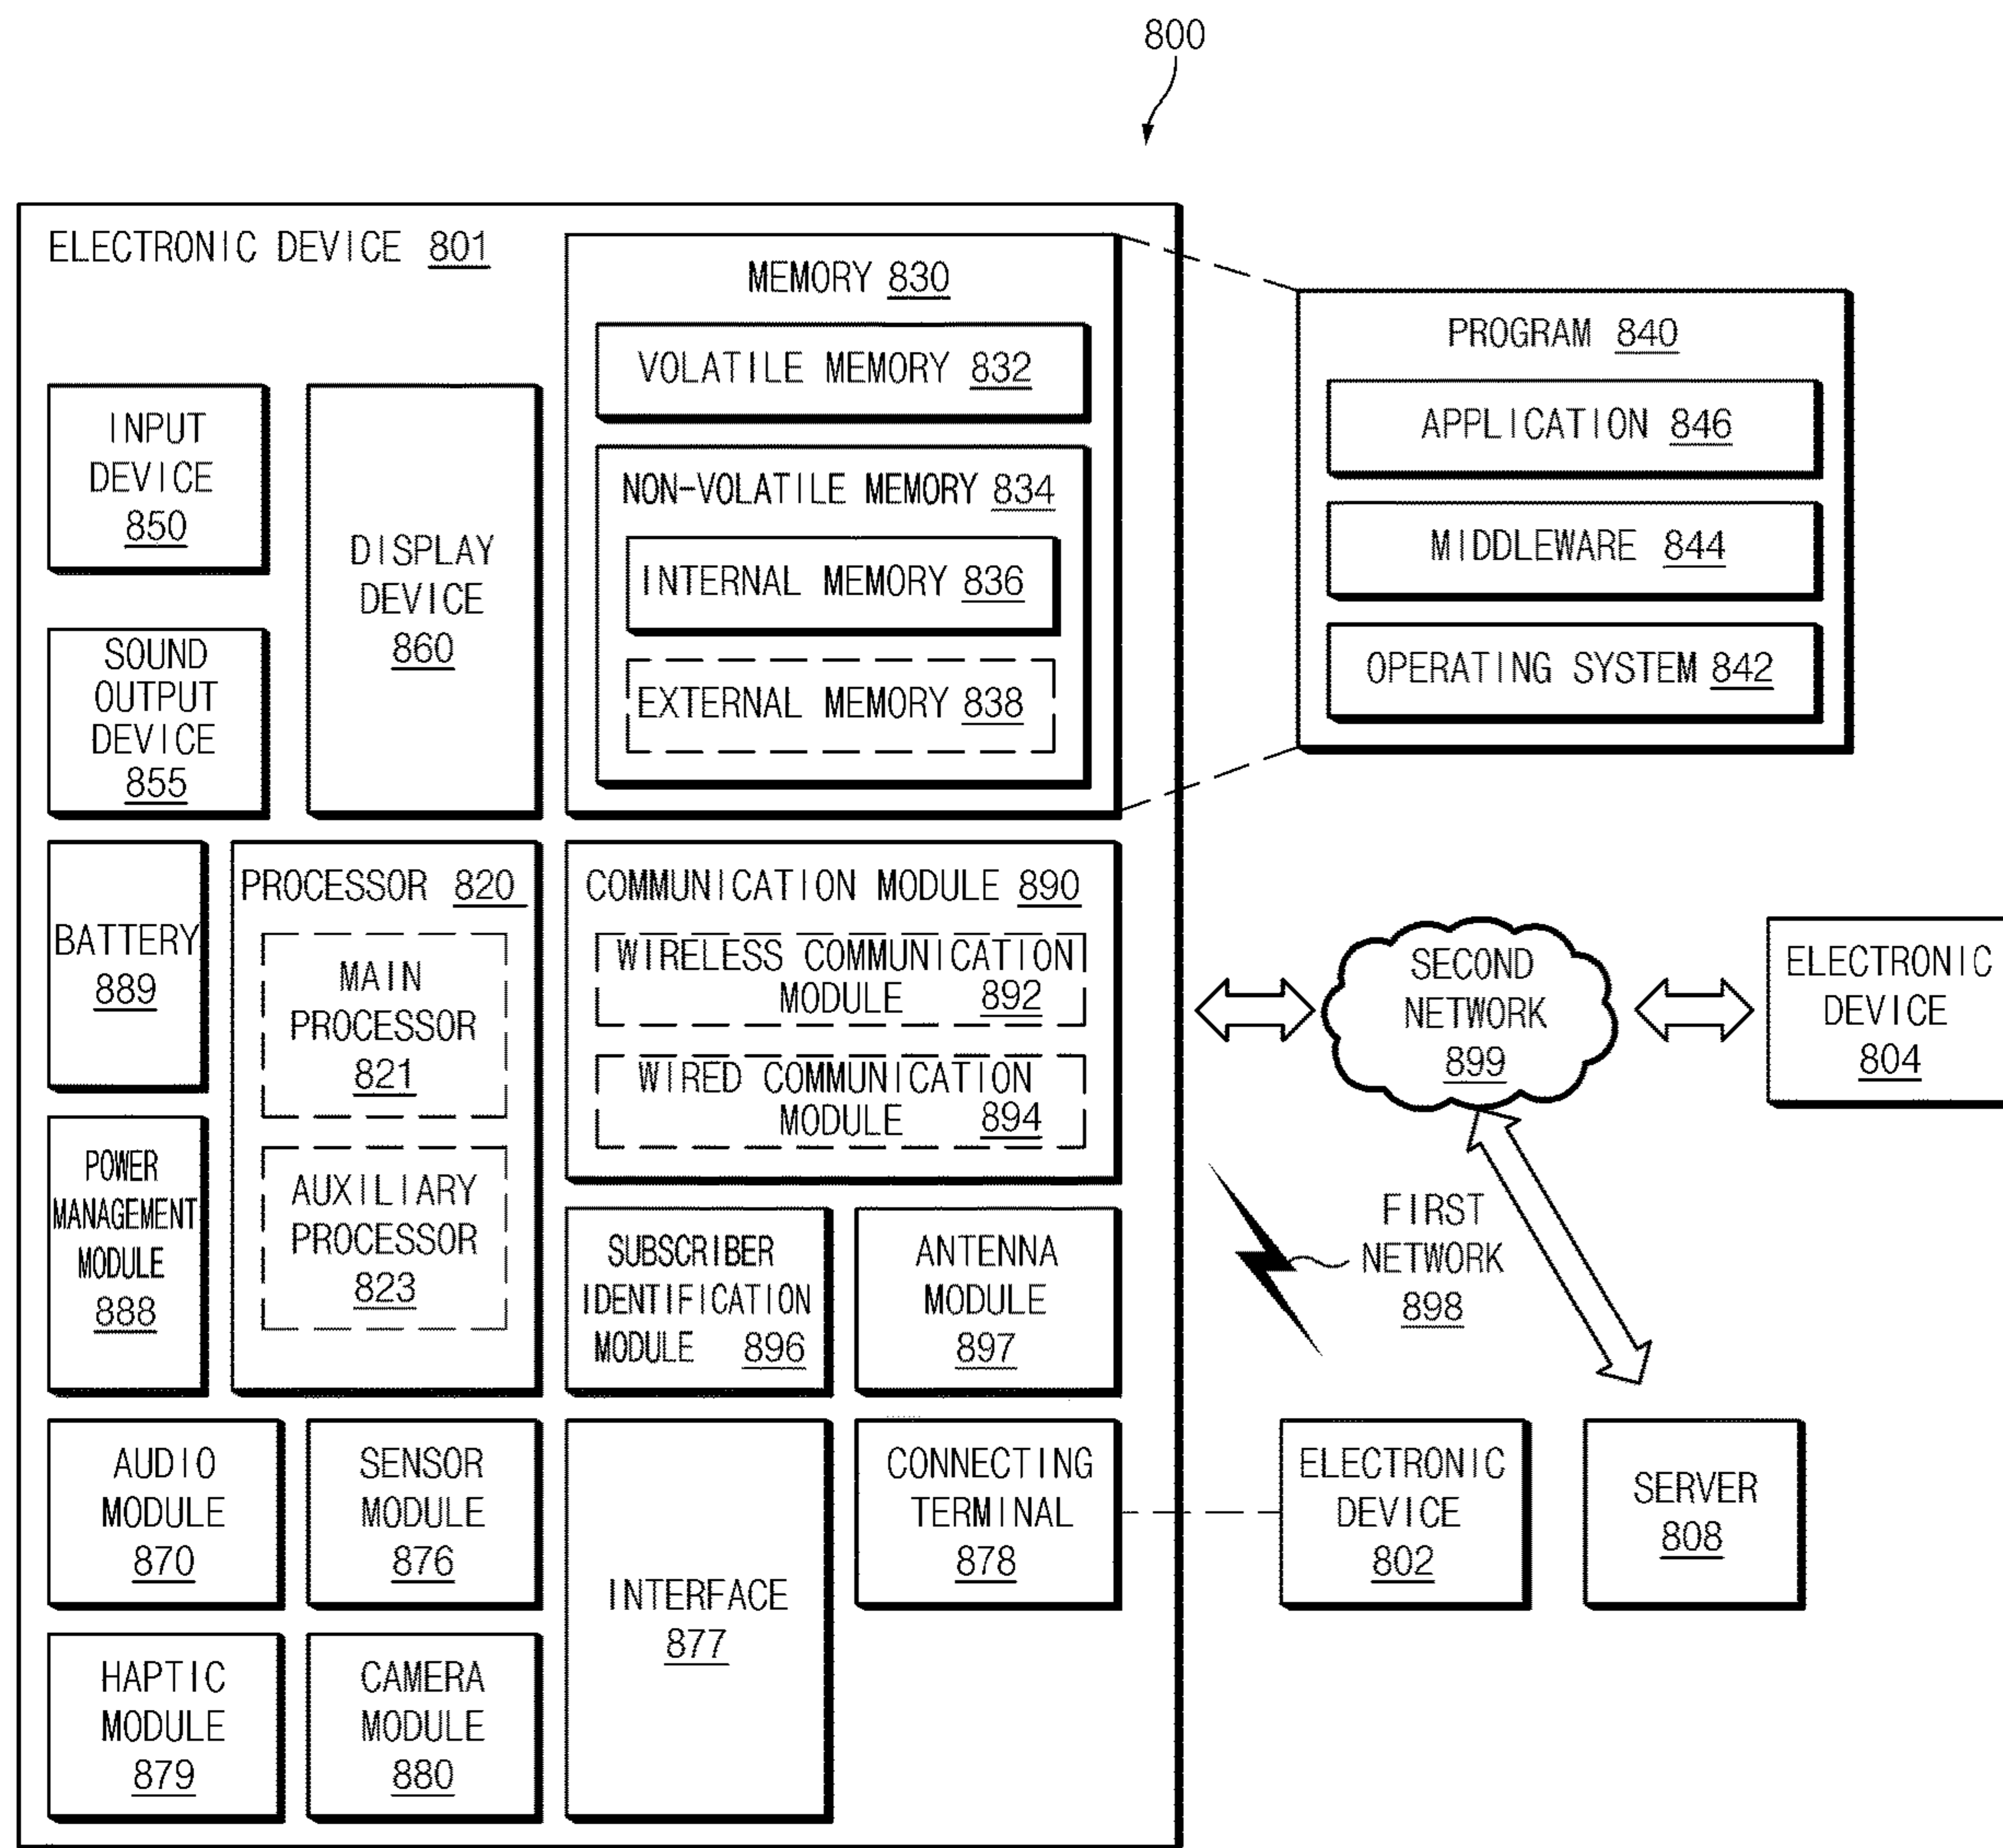 800
ELECTRONIC DEVICE 801
MEMORY 830
VOLATILE MEMORY 832
NON-VOLATILE MEMORY 834
INTERNAL MEMORY 836
EXTERNAL MEMORY 838
PROGRAM 840
APPLICATION 846
MIDDLEWARE 844
OPERATING SYSTEM 842
INPUT
DEVICE
850
SOUND
OUTPUT
DEVICE
855
DISPLAY
DEVICE
860
BATTERY
889
POWER
MANAGEMENT
MODULE
888
PROCESSOR 820
MAIN
PROCESSOR
821
AUXILIARY
PROCESSOR
823
COMMUNICATION MODULE 890
WIRELESS COMMUNICATION
MODULE 892
WIRED COMMUNICATION
MODULE 894
SUBSCRIBER
IDENTIFICATION
MODULE 896
ANTENNA
MODULE
897
SECOND
NETWORK
899
ELECTRONIC
DEVICE
804
FIRST
NETWORK
898
AUDIO
MODULE
870
SENSOR
MODULE
876
INTERFACE
877
CONNECTING
TERMINAL
878
ELECTRONIC
DEVICE
802
SERVER
808
HAPTIC
MODULE
879
CAMERA
MODULE
880